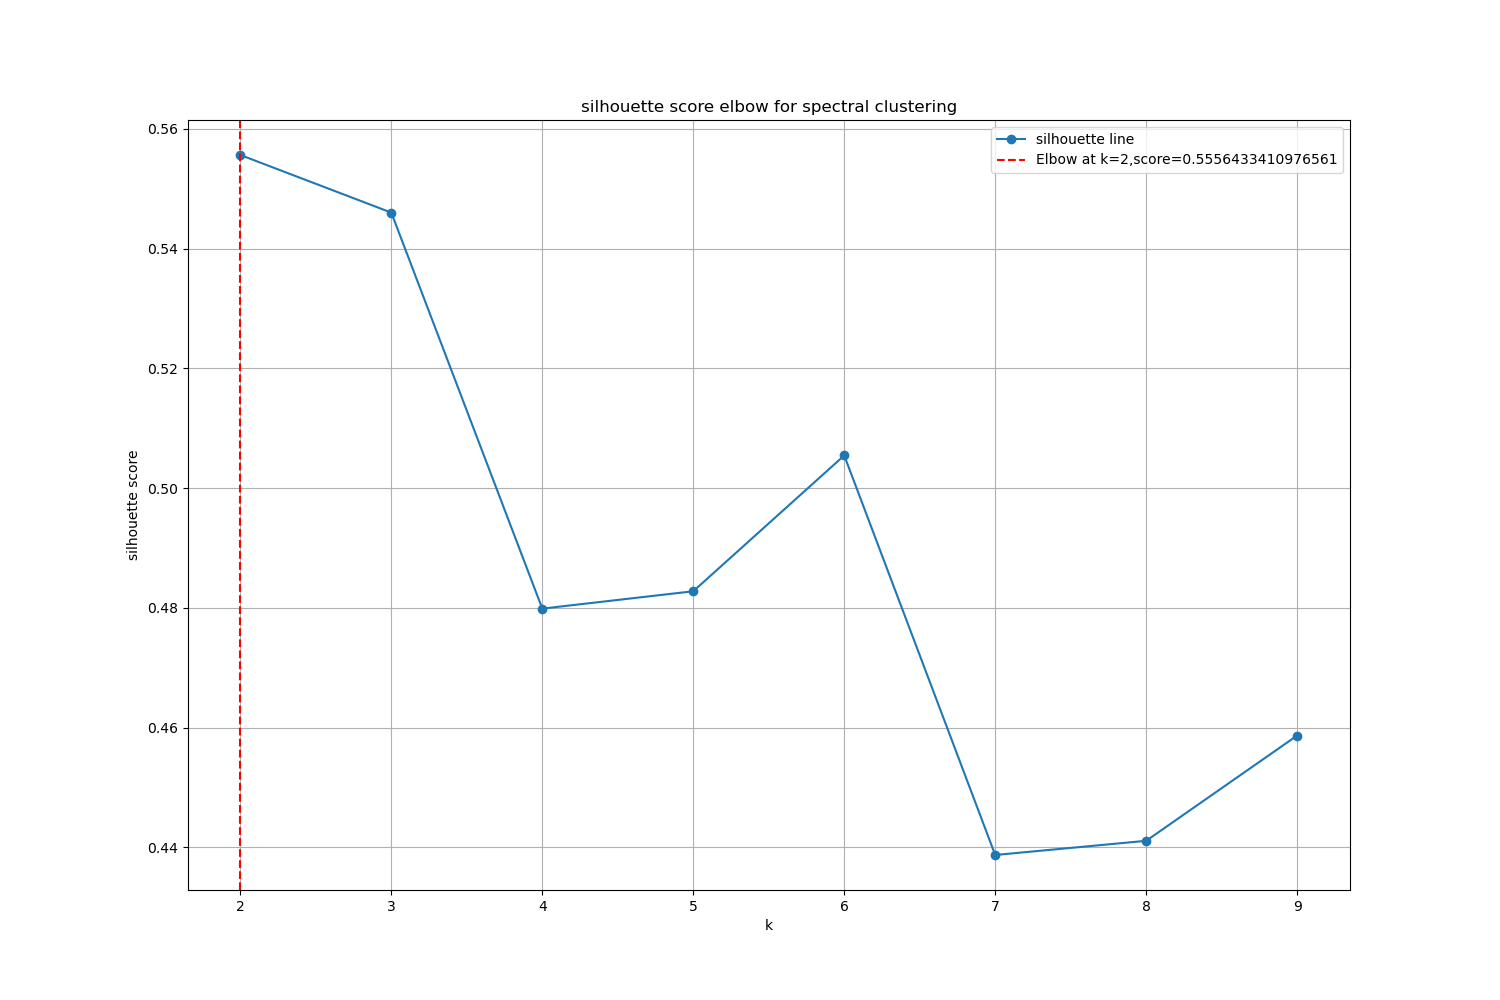 silhouette score elbow for spectral clustering
silhouette line
Elbow at k=2,score=0.5556433410976561
0.56
0.54
0.52
0.50
0.48
0.46
0.44
silhouette score
2 3 4 5 6 7 8 9
k